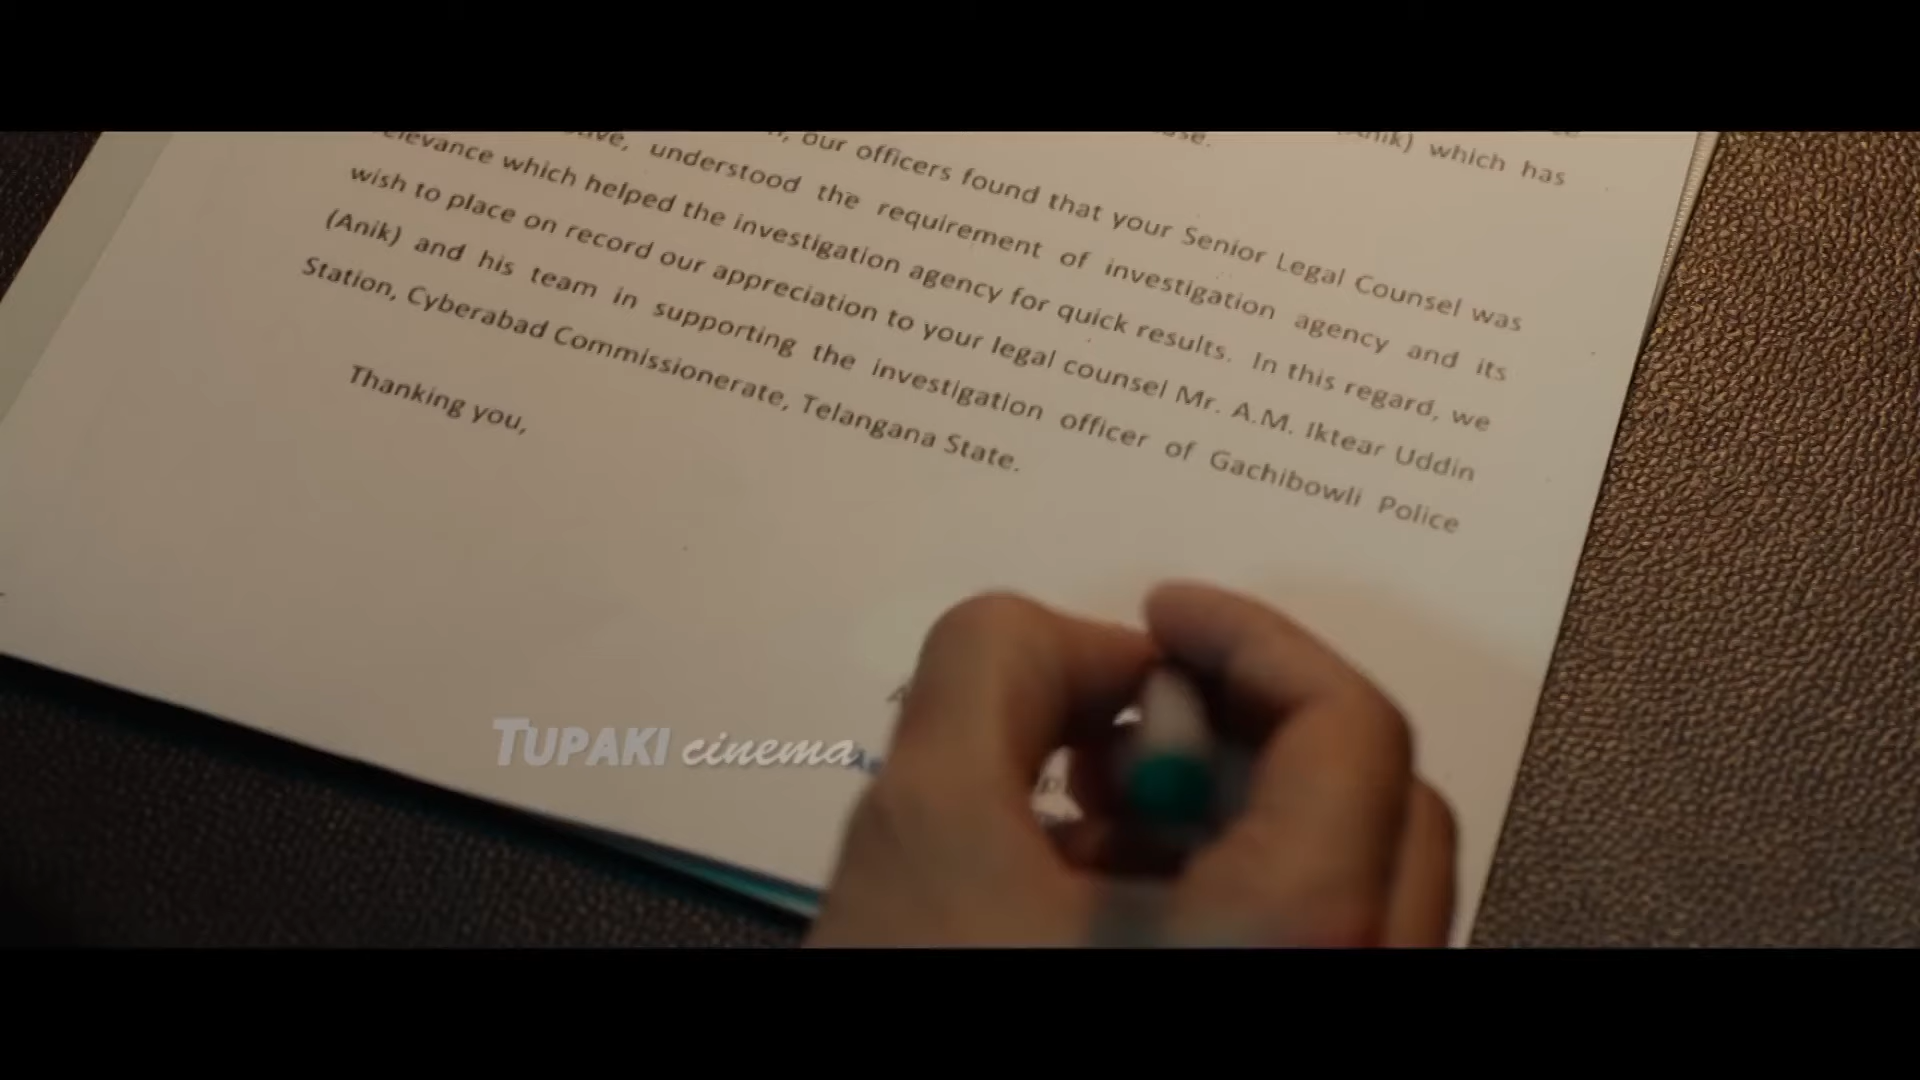 (Anik) which has
our officers found that your Senior Legal Counsel was
understood the requirement of investigation agency and its
relevance which helped the investigation agency for quick results. In this regard, we
wish to place on record our appreciation to your legal counsel Mr. A.M. Iktear Uddin
(Anik) and his team in supporting the investigation officer of Gachibowli Police
Station, Cyberabad Commissionerate, Telangana State.
Thanking you,
TUPAKI cinema